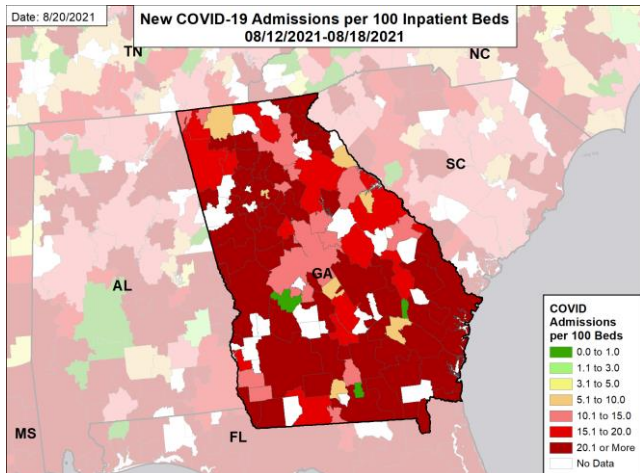 Date: 8/20/2021
New COVID-19 Admissions per 100 Inpatient Beds
08/12/2021-08/18/2021
TN
NC
SC
AL
GA
MS
FL
COVID
Admissions
per 100 Beds
0.0 to 1.0
1.1 to 3.0
3.1 to 5.0
5.1 to 10.0
10.1 to 15.0
15.1 to 20.0
20.1 or More
No Data